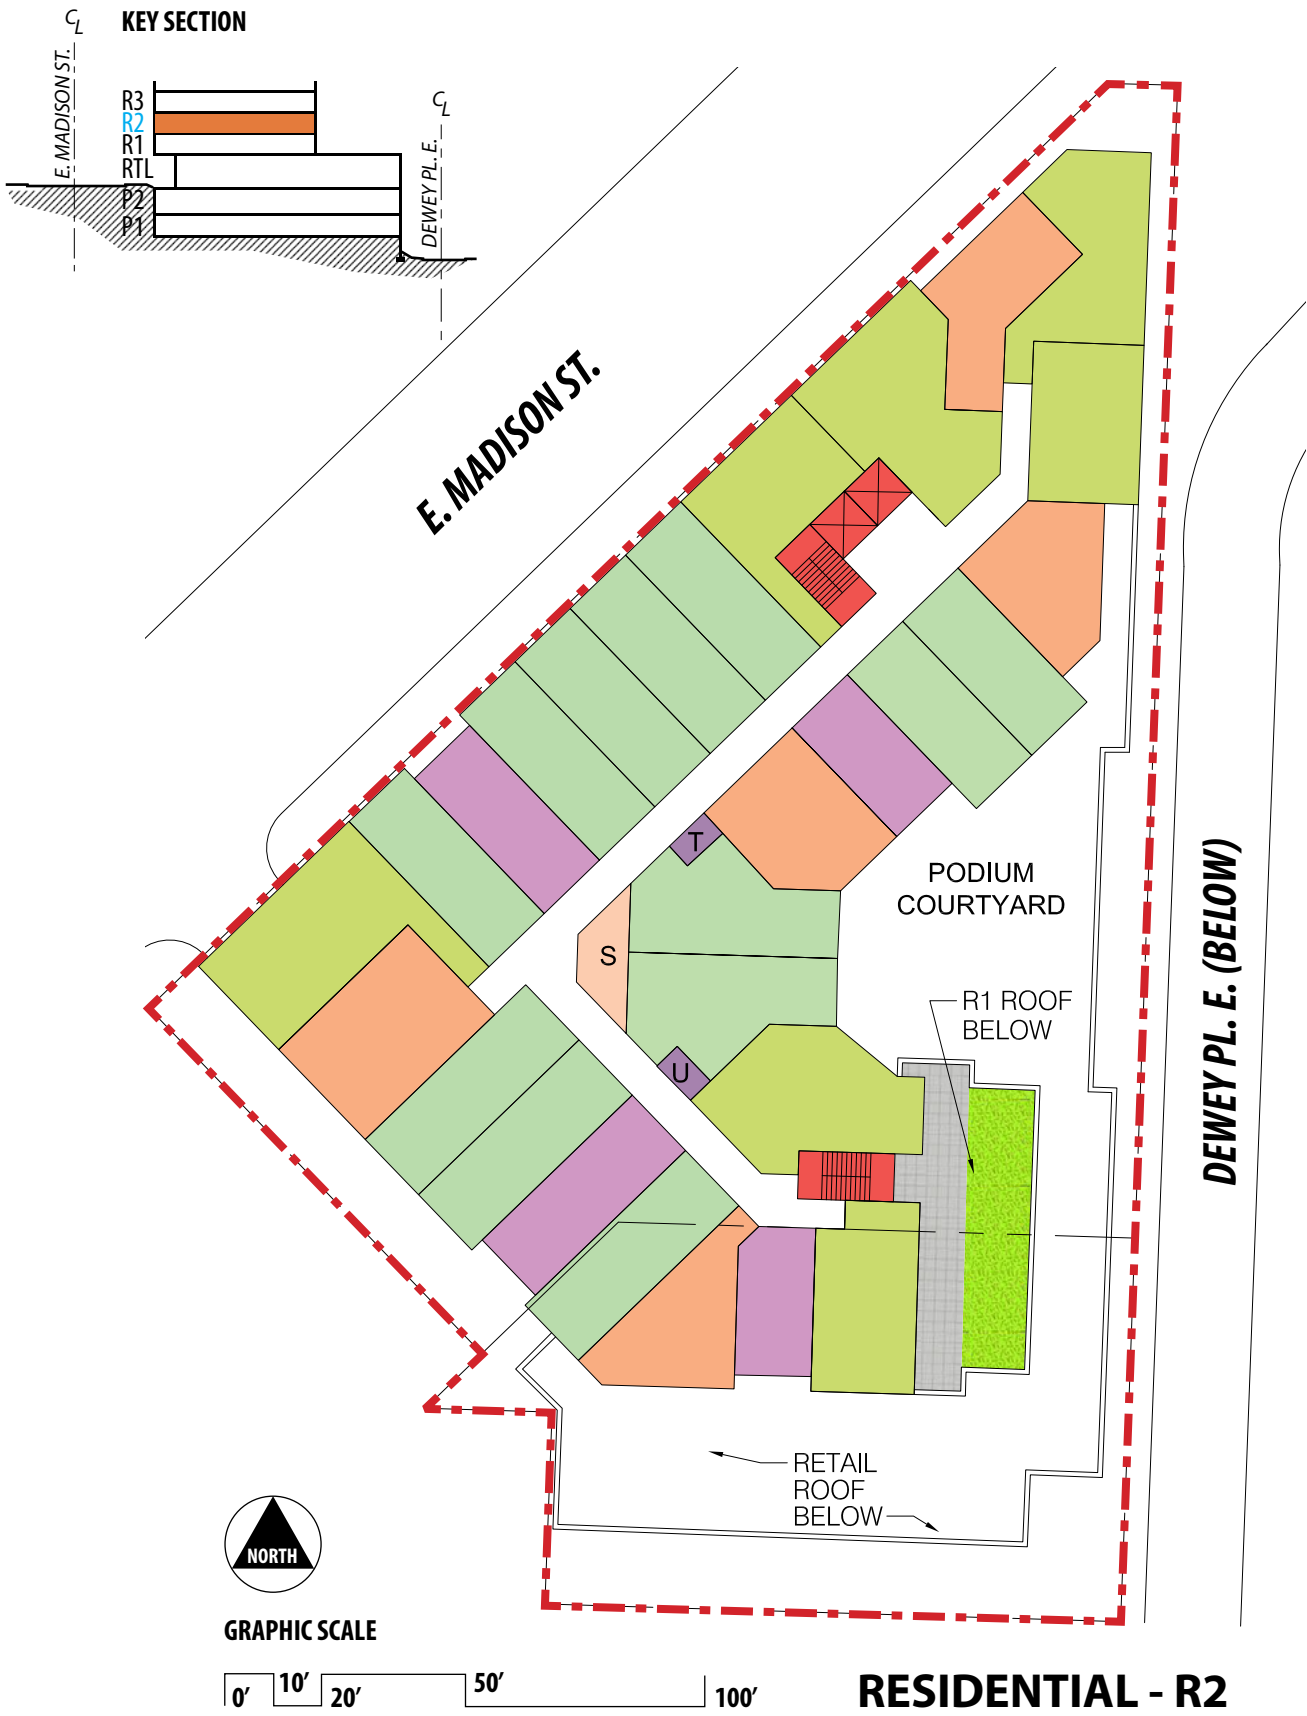 KEY SECTION
CL
E. MADISON ST.
R3
R2
R1
RTL
P2
P1
CL
DEWEY PL. E.
E. MADISON ST.
T
S
U
PODIUM
COURTYARD
R1 ROOF
BELOW
DEWEY PL. E. (BELOW)
RETAIL
ROOF
BELOW
NORTH
GRAPHIC SCALE
0' 10' 20' 50' 100'
RESIDENTIAL - R2